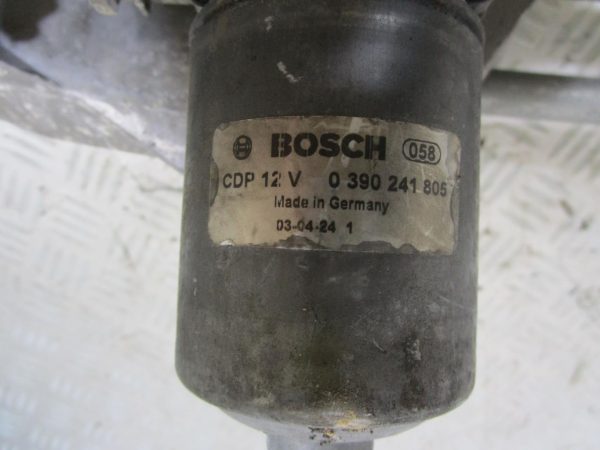 BOSCH 058
CDP 12 V 0 390 241 805
Made in Germany
03-04-24 1